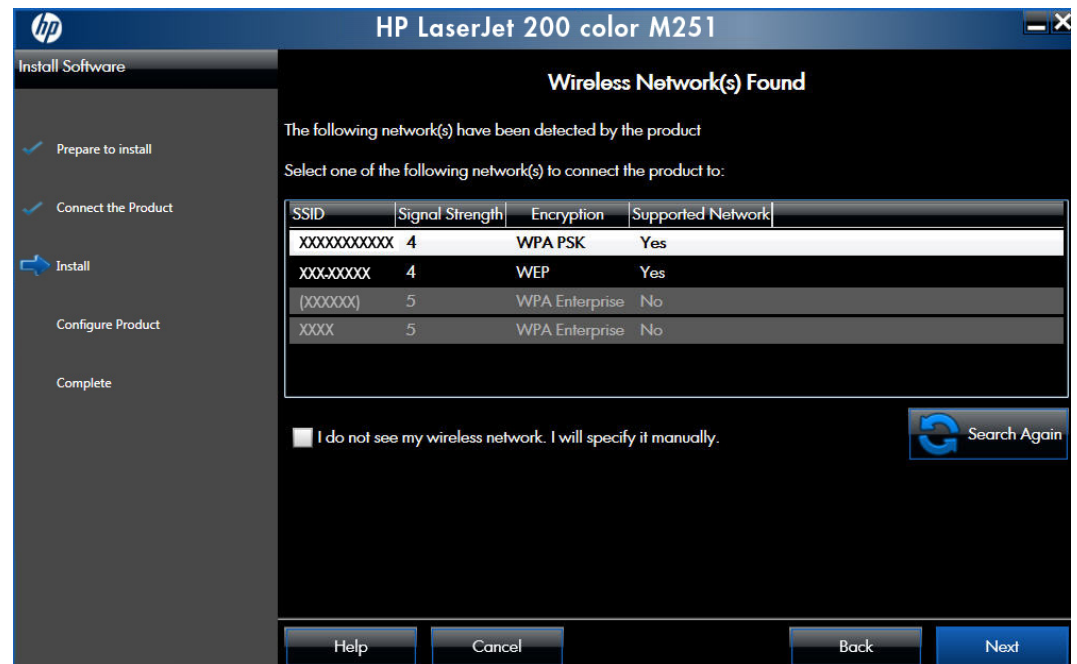 hp
HP LaserJet 200 color M251
Install Software
Prepare to install
Connect the Product
Install
Configure Product
Complete
Wireless Network(s) Found
The following network(s) have been detected by the product
Select one of the following network(s) to connect the product to:
SSID Signal Strength Encryption Supported Network
XXXXXXXXXXX 4 WPA PSK Yes
XXX-XXXXX 4 WEP Yes
(XXXXXX) 5 WPA Enterprise No
XXXX 5 WPA Enterprise No
I do not see my wireless network. I will specify it manually.
Search Again
Help Cancel Back Next